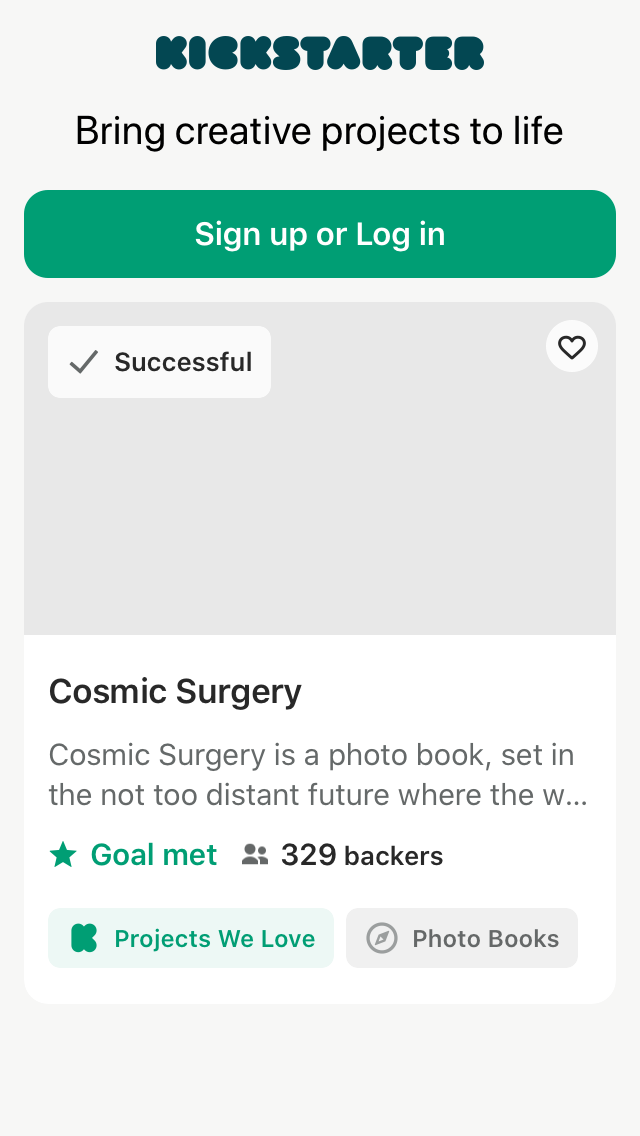 KICKSTARTER
Bring creative projects to life
Sign up or Log in
Successful
Cosmic Surgery
Cosmic Surgery is a photo book, set in
the not too distant future where the w...
Goal met 329 backers
Projects We Love Photo Books